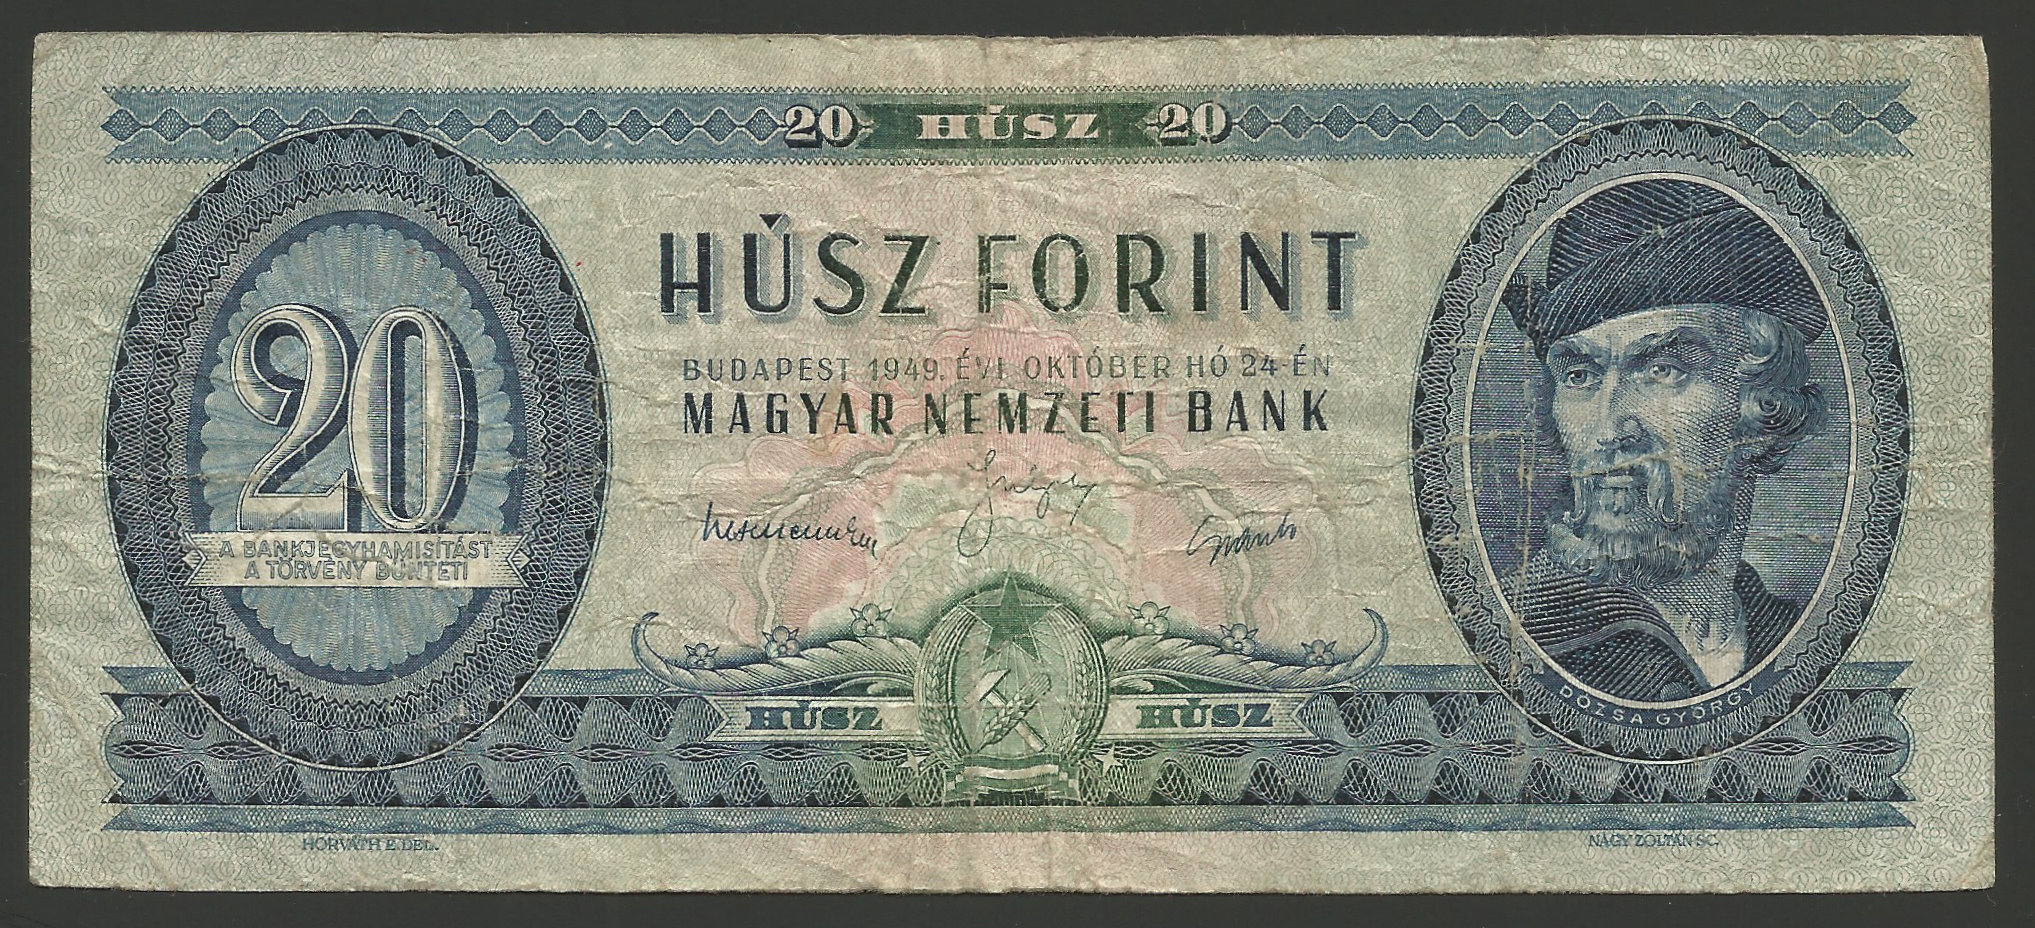 20 HÚSZ 20
HÚSZ FORINT
BUDAPEST 1949. ÉVI OKTÓBER HÓ 24-ÉN
MAGYAR NEMZETI BANK
20
A BANKJEGYHAMISÍTÁST
A TÖRVÉNY BÜNTETI
DÓZSA GYÖRGY
HÚSZ HÚSZ
HORVÁTH E. DEL. NAGY ZOLTÁN SC.